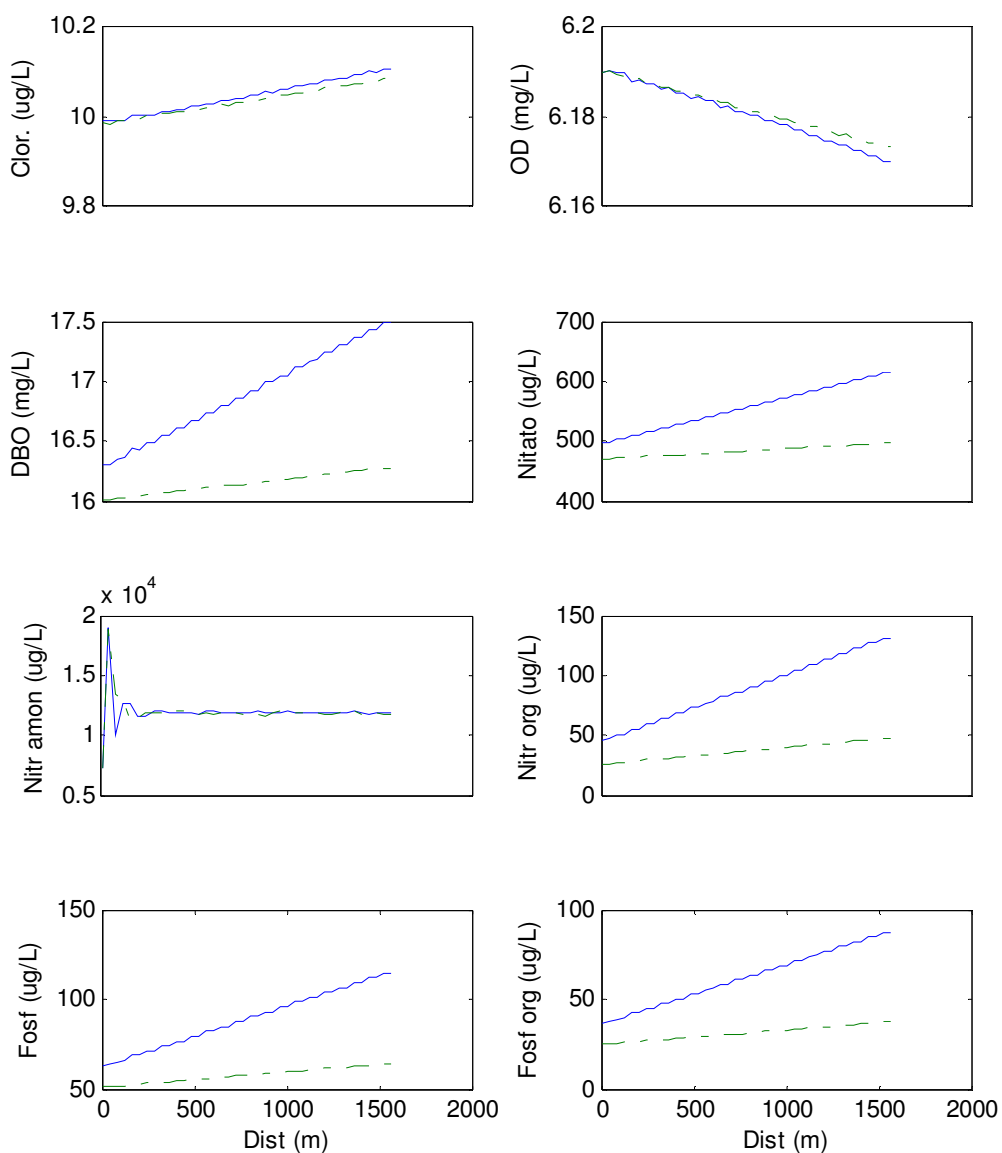 10.2
10
9.8
Clor. (ug/L)
6.2
6.18
6.16
OD (mg/L)
17.5
17
16.5
16
DBO (mg/L)
700
600
500
400
Nitato (ug/L)
x 10^4
2
1.5
1
0.5
Nitr amon (ug/L)
150
100
50
0
Nitr org (ug/L)
150
100
50
Fosf (ug/L)
0 500 1000 1500 2000
Dist (m)
100
50
0
Fosf org (ug/L)
0 500 1000 1500 2000
Dist (m)